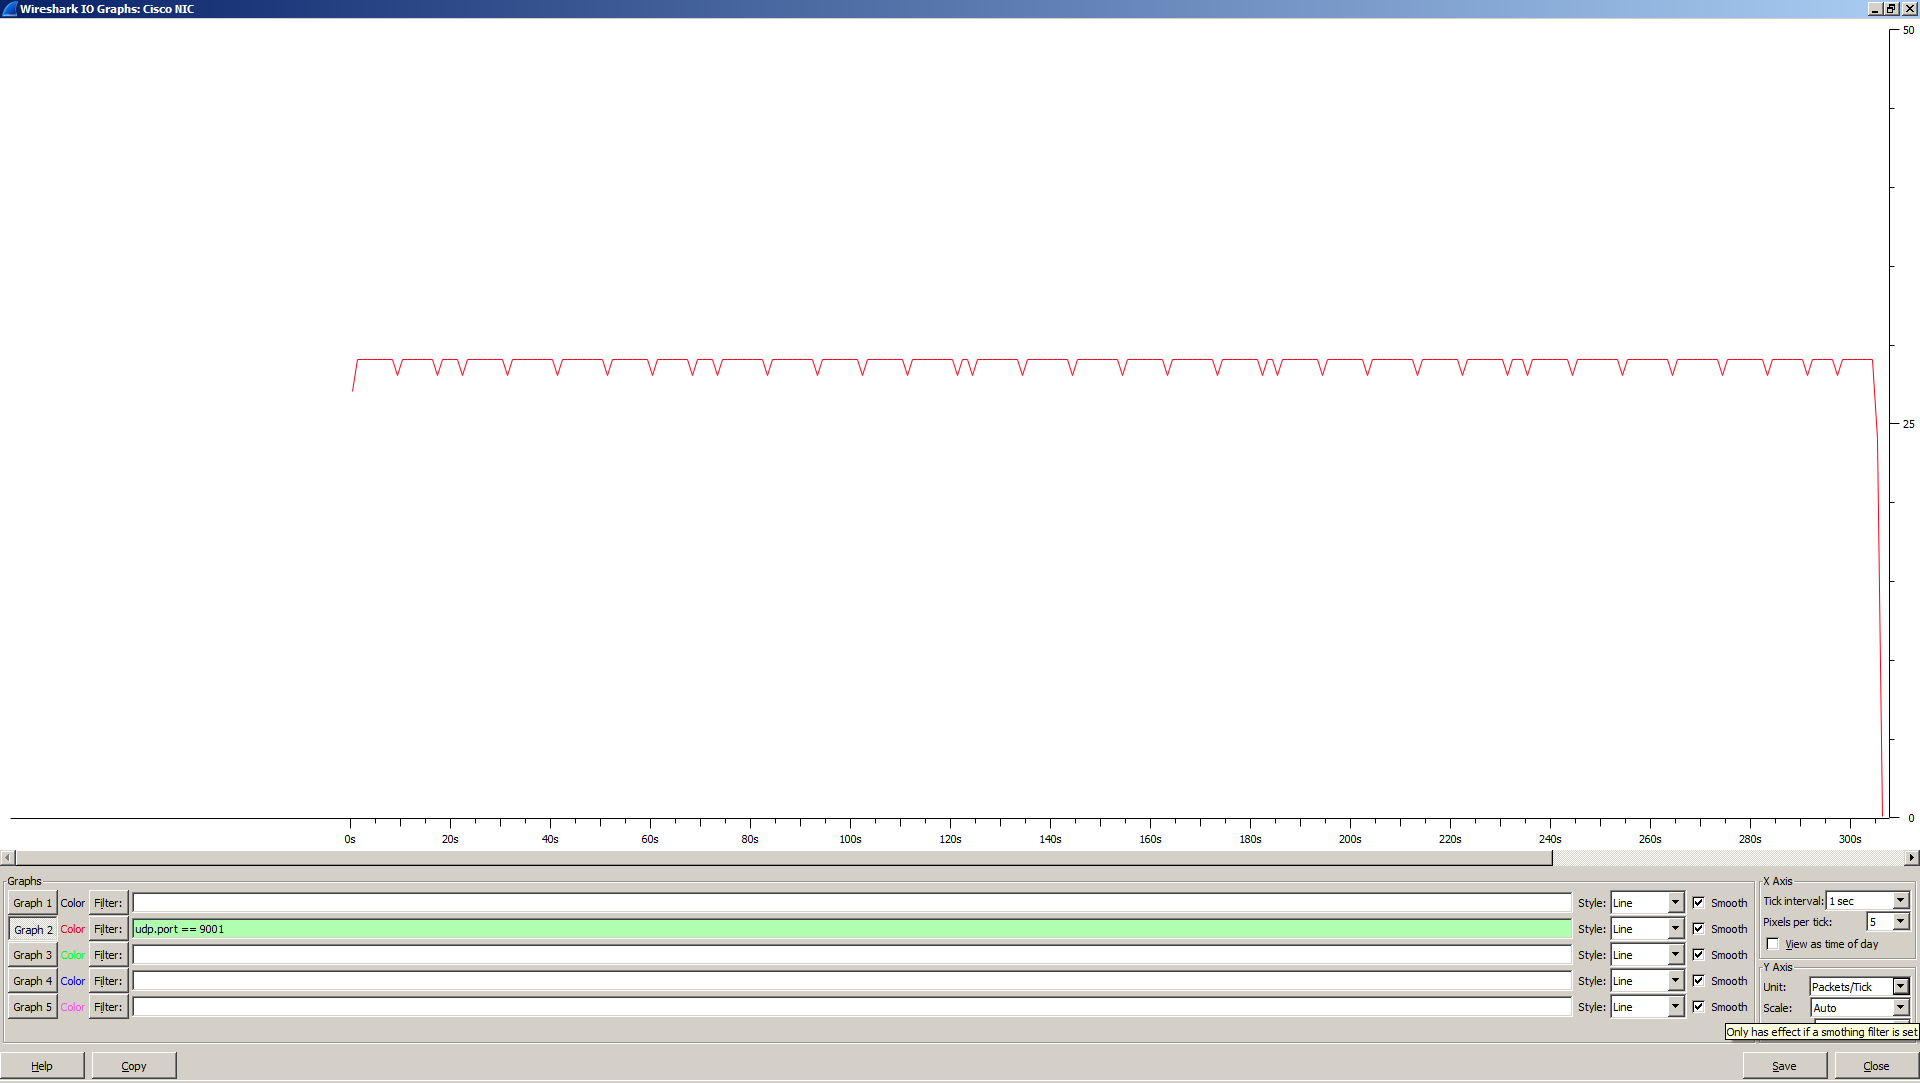 Wireshark IO Graphs: Cisco NIC
50
25
0
0s 20s 40s 60s 80s 100s 120s 140s 160s 180s 200s 220s 240s 260s 280s 300s
Graphs
Graph 1 Color Filter: Style: Line Smooth
Graph 2 Color Filter: udp.port == 9001 Style: Line Smooth
Graph 3 Color Filter: Style: Line Smooth
Graph 4 Color Filter: Style: Line Smooth
Graph 5 Color Filter: Style: Line Smooth
X Axis
Tick interval: 1 sec
Pixels per tick: 5
View as time of day
Y Axis
Unit: Packets/Tick
Scale: Auto
Only has effect if a smothing filter is set
Help Copy Save Close